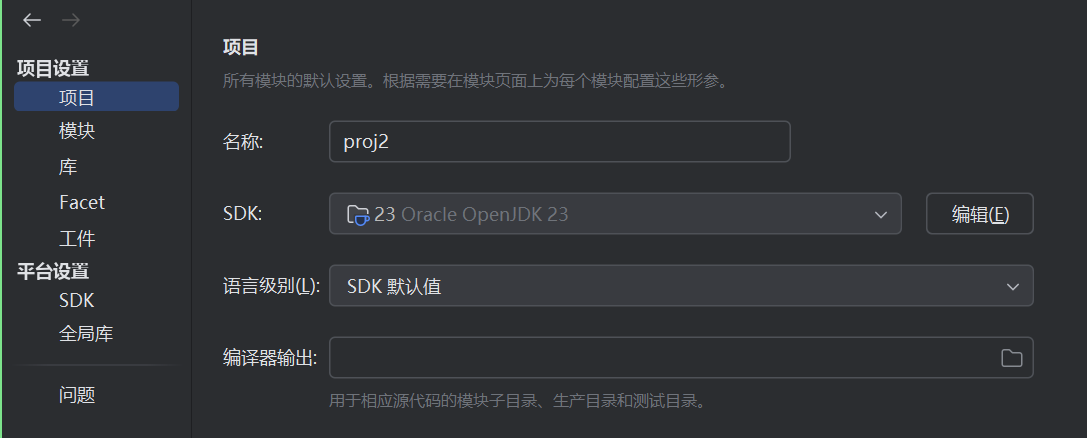 项目设置
项目
模块
库
Facet
工件
平台设置
SDK
全局库
问题
项目
所有模块的默认设置。根据需要在模块页面上为每个模块配置这些形参。
名称: proj2
SDK: 23 Oracle OpenJDK 23 编辑(E)
语言级别(L): SDK 默认值
编译器输出:
用于相应源代码的模块子目录、生产目录和测试目录。